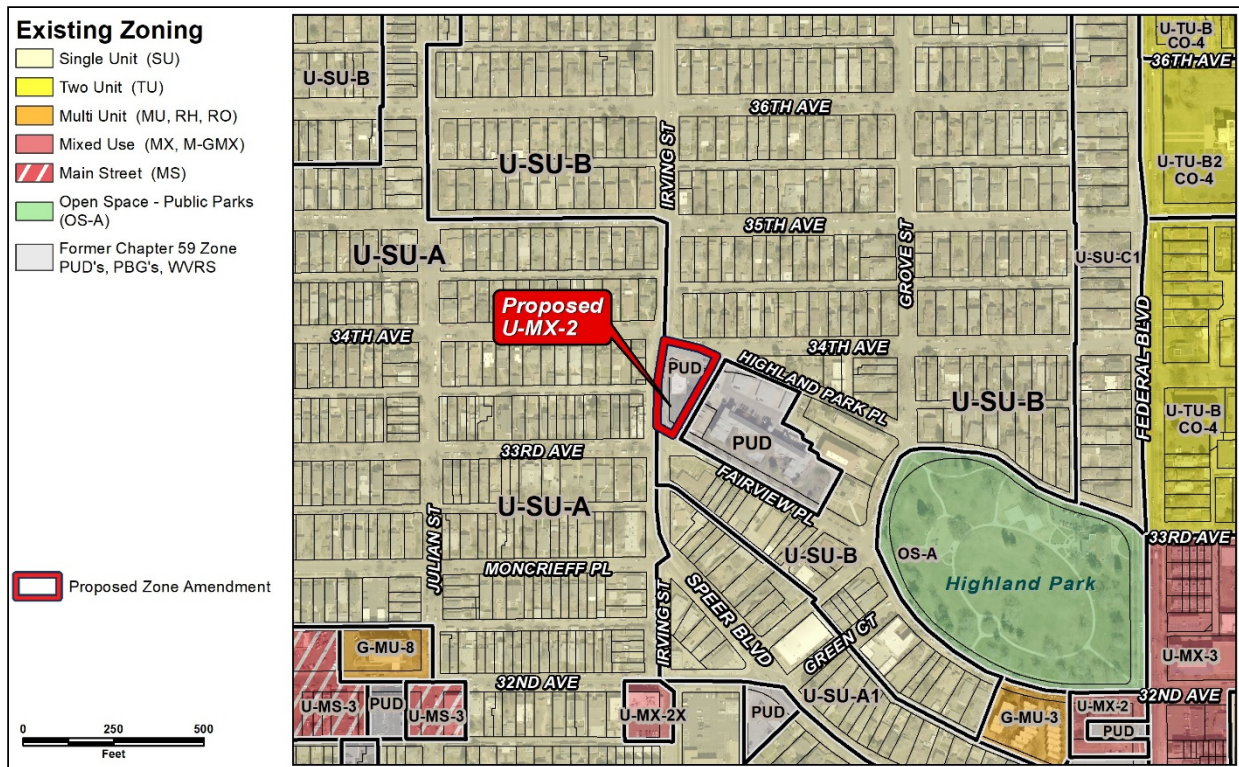 Existing Zoning
Single Unit (SU)
Two Unit (TU)
Multi Unit (MU, RH, RO)
Mixed Use (MX, M-GMX)
Main Street (MS)
Open Space - Public Parks
(OS-A)
Former Chapter 59 Zone
PUD's, PBG's, WVRS
Proposed Zone Amendment
0 250 500
Feet
U-SU-B
36TH AVE
U-TU-B
CO-4
36TH AVE
U-SU-B
IRVING ST
U-TU-B2
CO-4
35TH AVE
U-SU-A
GROVE ST
U-SU-C1
Proposed
U-MX-2
34TH AVE
34TH AVE
FEDERAL BLVD
PUD
HIGHLAND PARK PL
U-SU-B
U-TU-B
CO-4
PUD
33RD AVE
FAIRVIEW PL
U-SU-A
33RD AVE
U-SU-B
OS-A
Highland Park
JULIAN ST
MONCRIEFF PL
IRVING ST
SPEER BLVD
GREEN CT
G-MU-8
U-MX-3
32ND AVE
32ND AVE
U-MS-3
PUD
U-MS-3
U-MX-2X
PUD
U-SU-A1
G-MU-3
U-MX-2
PUD